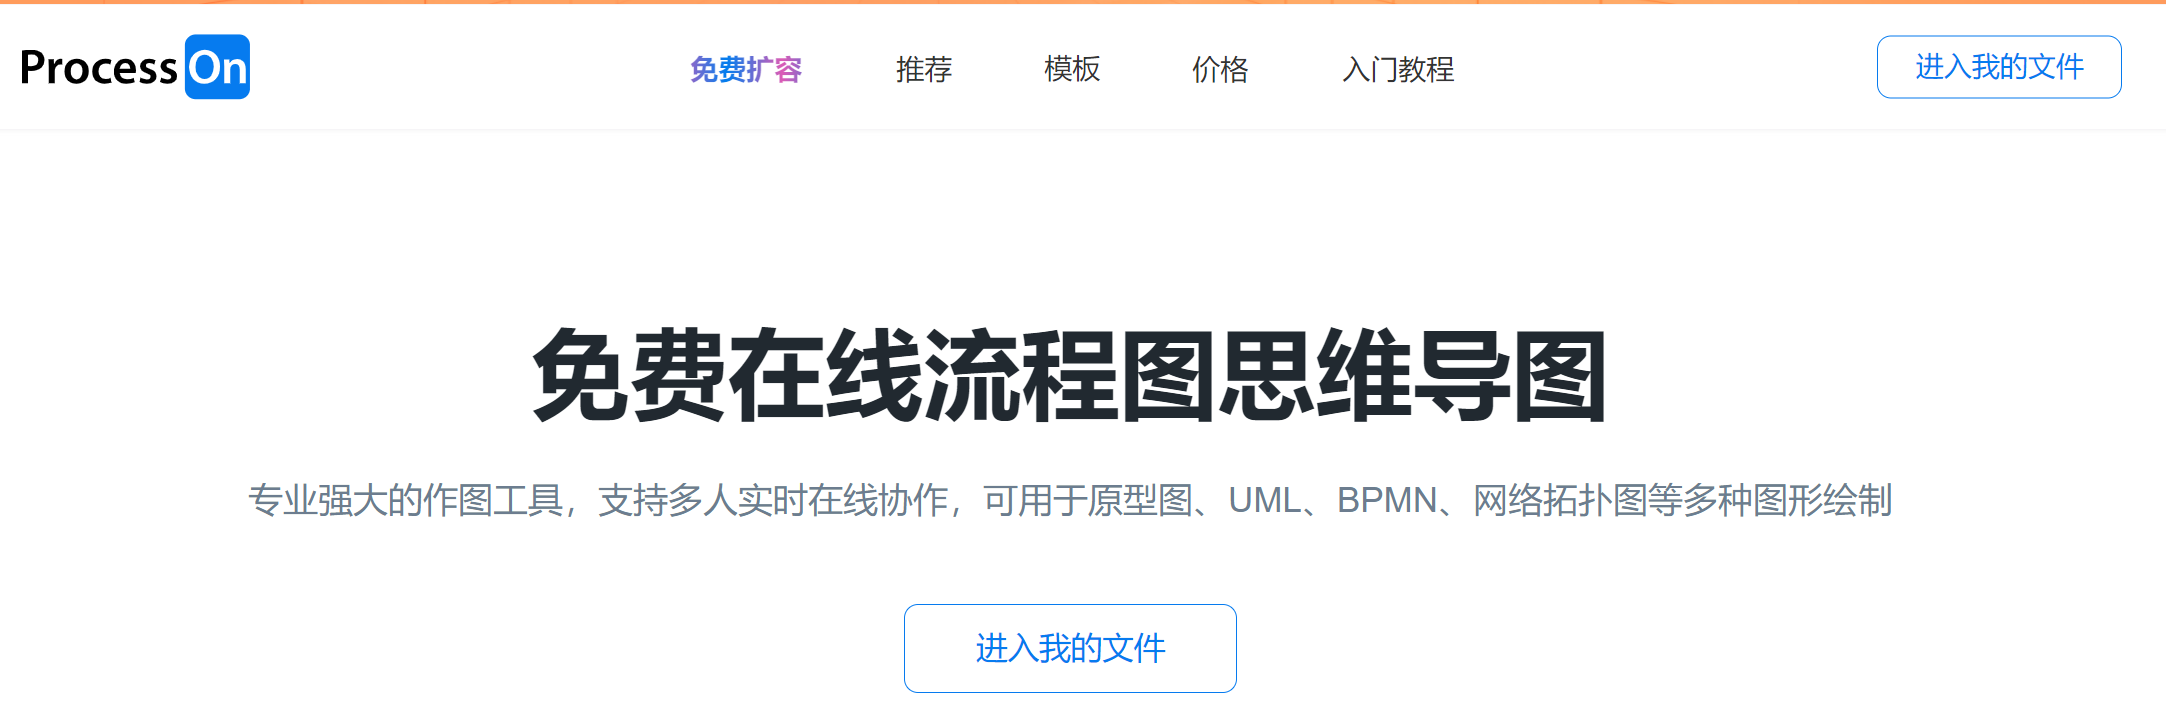 ProcessOn 免费扩容 推荐 模板 价格 入门教程 进入我的文件
免费在线流程图思维导图
专业强大的作图工具，支持多人实时在线协作，可用于原型图、UML、BPMN、网络拓扑图等多种图形绘制
进入我的文件